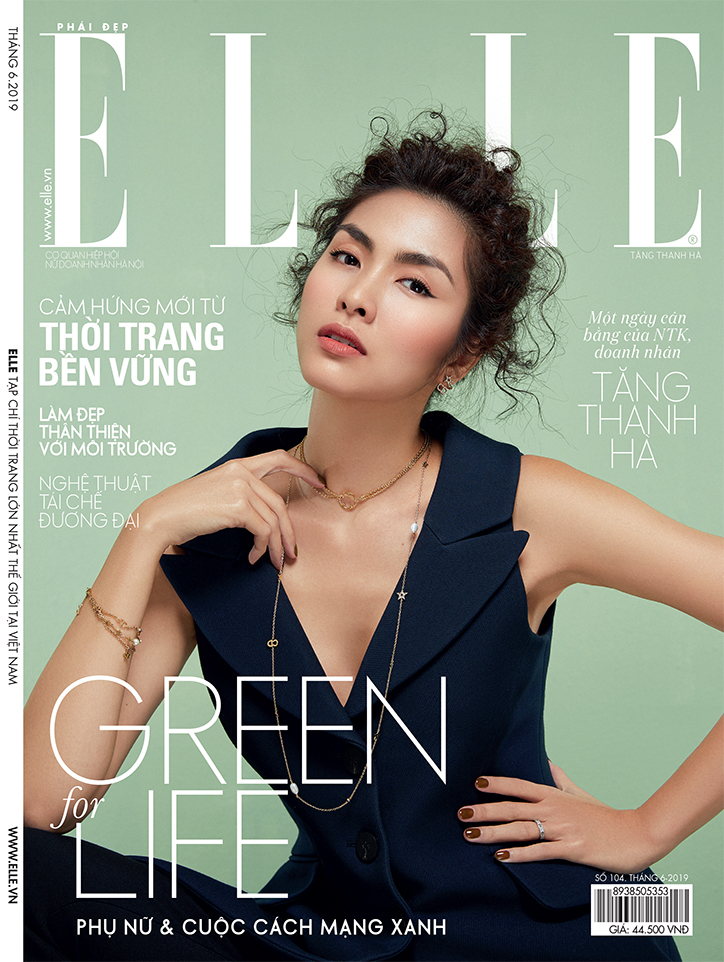 THÁNG 6.2019
ELLE TẠP CHÍ THỜI TRANG LỚN NHẤT THẾ GIỚI TẠI VIỆT NAM
WWW.ELLE.VN
PHÁI ĐẸP
ELLE
®
www.elle.vn
CƠ QUAN HIỆP HỘI
NỮ DOANH NHÂN HÀ NỘI
TĂNG THANH HÀ
CẢM HỨNG MỚI TỪ
THỜI TRANG
BỀN VỮNG
LÀM ĐẸP
THÂN THIỆN
VỚI MÔI TRƯỜNG
NGHỆ THUẬT
TÁI CHẾ
ĐƯƠNG ĐẠI
Một ngày cân
bằng của NTK,
doanh nhân
TĂNG
THANH
HÀ
GREEN
for
LIFE
PHỤ NỮ & CUỘC CÁCH MẠNG XANH
SỐ 104. THÁNG 6-2019
8938505353
GIÁ: 44.500 VNĐ